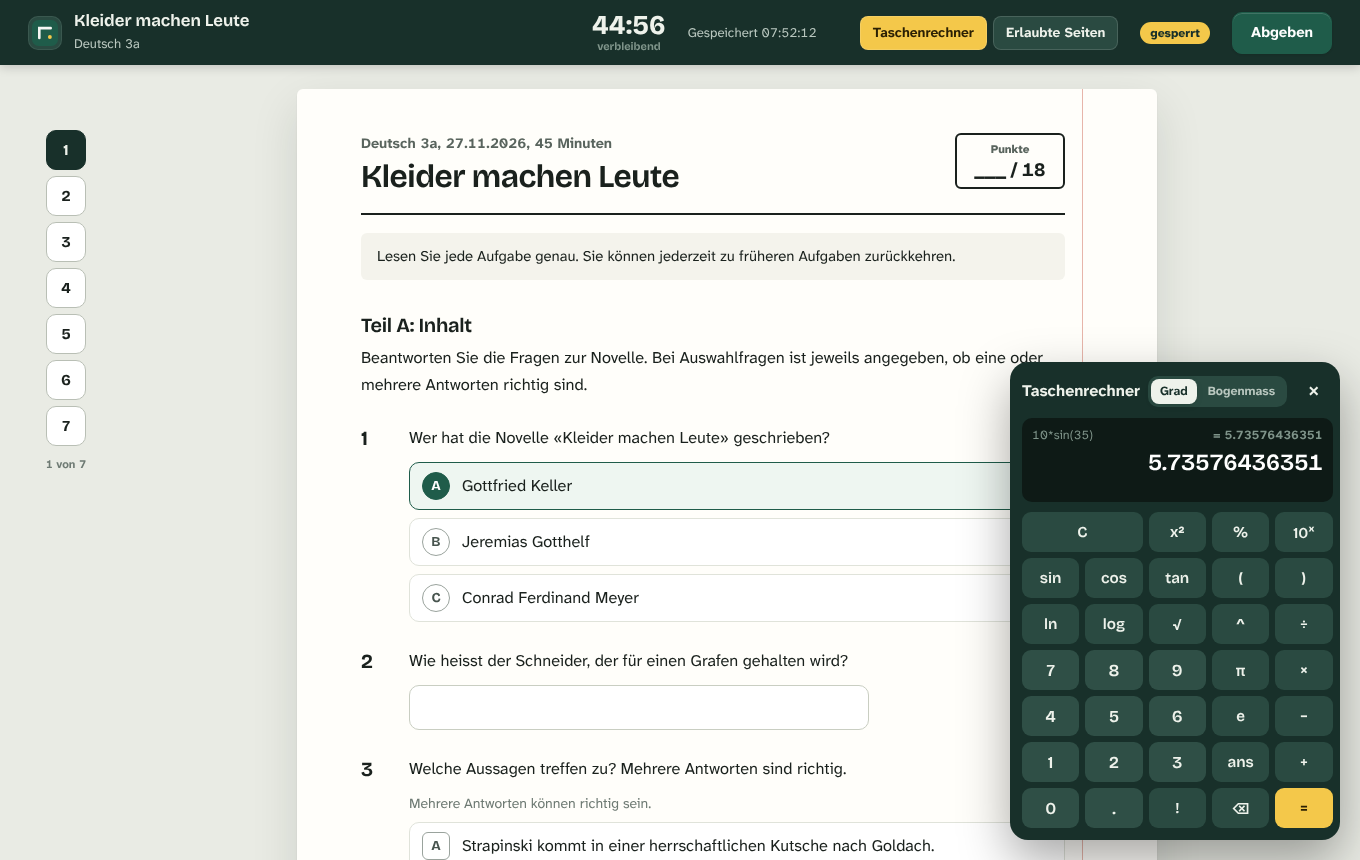 Kleider machen Leute
Deutsch 3a
44:56
verbleibend
Gespeichert 07:52:12
Taschenrechner
Erlaubte Seiten
gesperrt
Abgeben
1
2
3
4
5
6
7
1 von 7
Deutsch 3a, 27.11.2026, 45 Minuten
Kleider machen Leute
Punkte
___ / 18
Lesen Sie jede Aufgabe genau. Sie können jederzeit zu früheren Aufgaben zurückkehren.
Teil A: Inhalt
Beantworten Sie die Fragen zur Novelle. Bei Auswahlfragen ist jeweils angegeben, ob eine oder
mehrere Antworten richtig sind.
1 Wer hat die Novelle «Kleider machen Leute» geschrieben?
A Gottfried Keller
B Jeremias Gotthelf
C Conrad Ferdinand Meyer
2 Wie heisst der Schneider, der für einen Grafen gehalten wird?
3 Welche Aussagen treffen zu? Mehrere Antworten sind richtig.
Mehrere Antworten können richtig sein.
A Strapinski kommt in einer herrschaftlichen Kutsche nach Goldach.
Taschenrechner Grad Bogenmass ×
10*sin(35) = 5.73576436351
5.73576436351
C x² % 10ˣ
sin cos tan ( )
ln log √ ^ ÷
7 8 9 π ×
4 5 6 e −
1 2 3 ans +
0 . ! ⌫ =